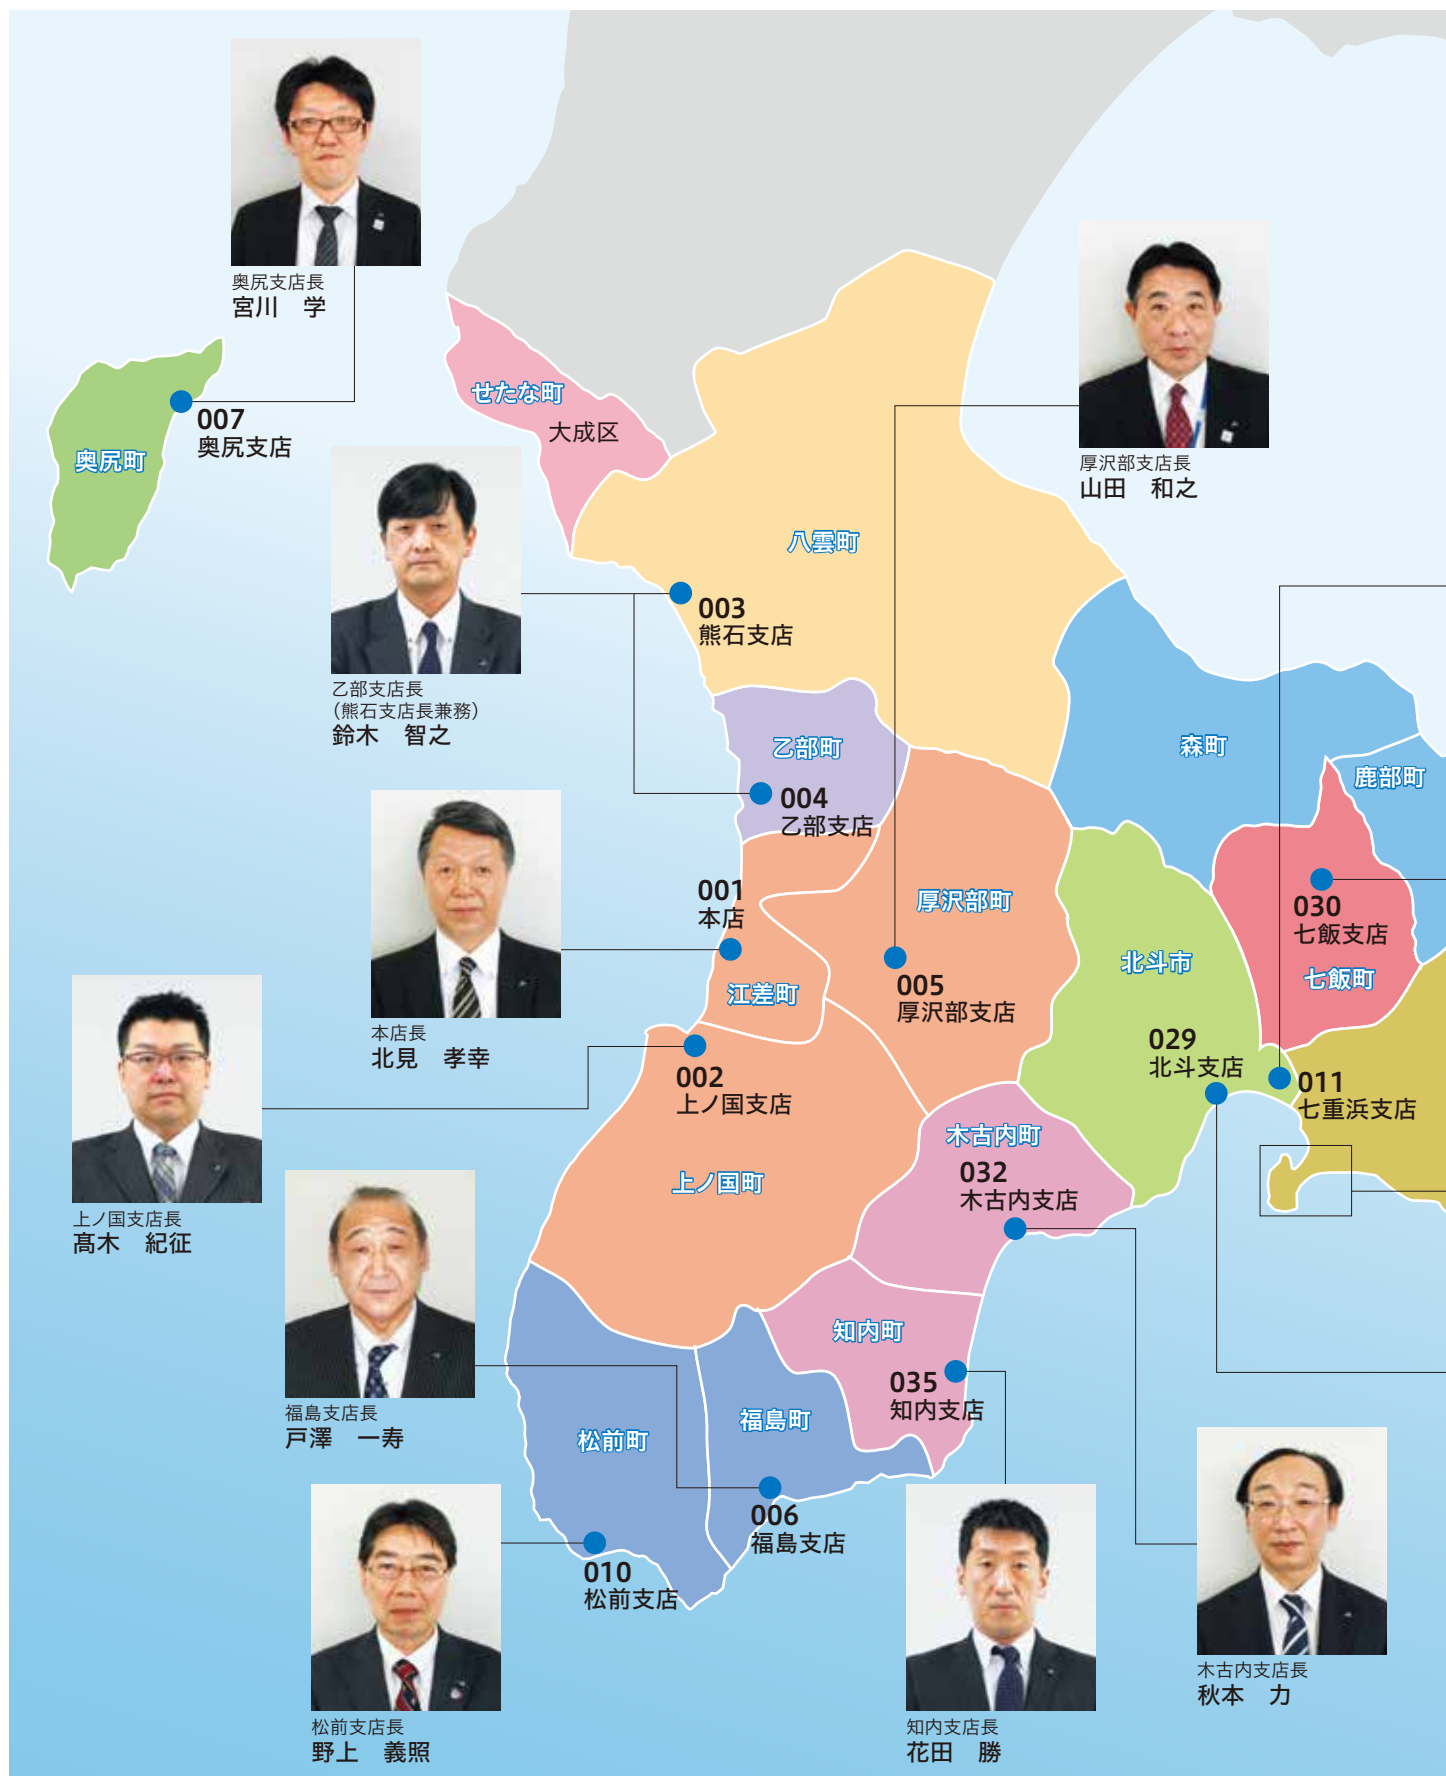 奥尻支店長
宮川　学
007
奥尻支店
奥尻町
せたな町
大成区
厚沢部支店長
山田　和之
八雲町
003
熊石支店
乙部支店長
（熊石支店長兼務）
鈴木　智之
乙部町
004
乙部支店
森町
鹿部町
001
本店
本店長
北見　孝幸
江差町
厚沢部町
005
厚沢部支店
030
七飯支店
七飯町
北斗市
029
北斗支店
011
七重浜支店
002
上ノ国支店
上ノ国支店長
髙木　紀征
上ノ国町
木古内町
032
木古内支店
福島支店長
戸澤　一寿
知内町
035
知内支店
松前町
福島町
006
福島支店
010
松前支店
松前支店長
野上　義照
知内支店長
花田　勝
木古内支店長
秋本　力